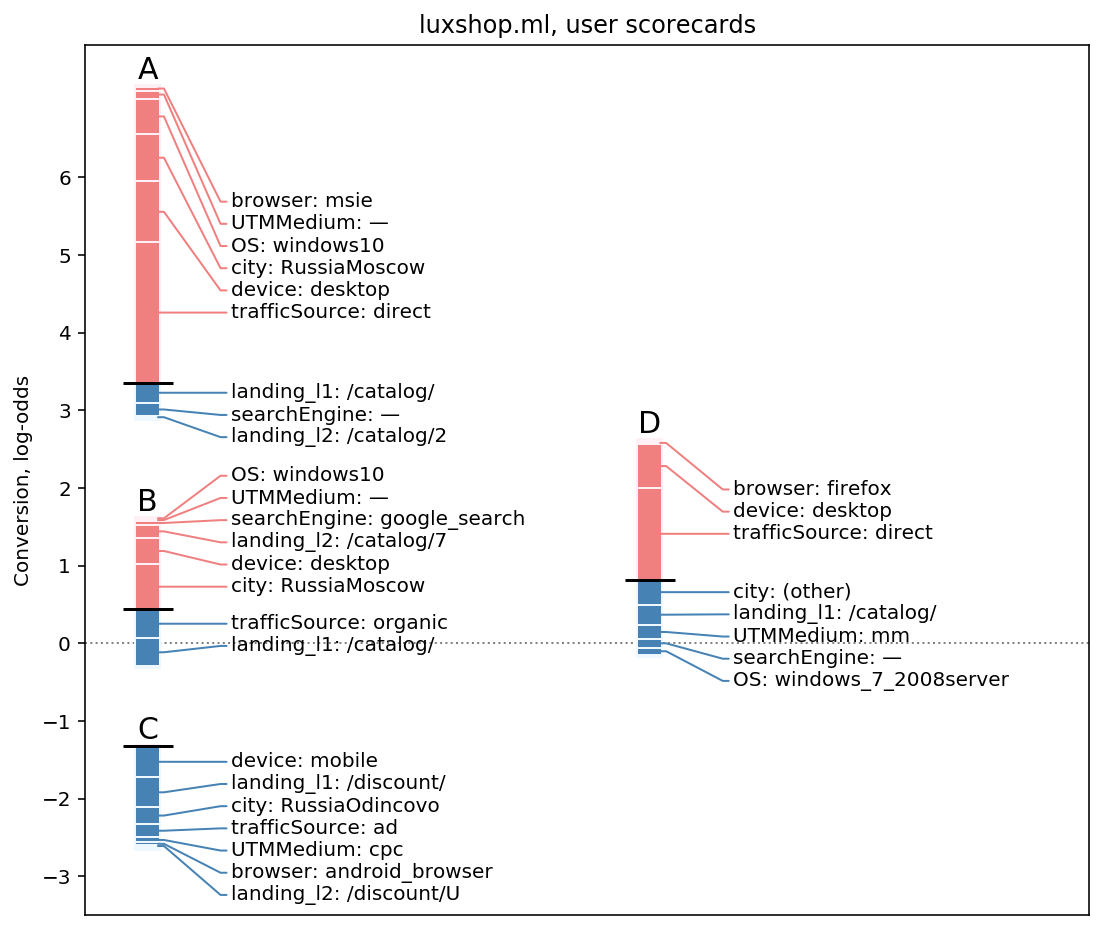 luxshop.ml, user scorecards
Conversion, log-odds
6
5
4
3
2
1
0
−1
−2
−3
A
browser: msie
UTMMedium: —
OS: windows10
city: RussiaMoscow
device: desktop
trafficSource: direct
landing_l1: /catalog/
searchEngine: —
landing_l2: /catalog/2
B
OS: windows10
UTMMedium: —
searchEngine: google_search
landing_l2: /catalog/7
device: desktop
city: RussiaMoscow
trafficSource: organic
landing_l1: /catalog/
C
device: mobile
landing_l1: /discount/
city: RussiaOdincovo
trafficSource: ad
UTMMedium: cpc
browser: android_browser
landing_l2: /discount/U
D
browser: firefox
device: desktop
trafficSource: direct
city: (other)
landing_l1: /catalog/
UTMMedium: mm
searchEngine: —
OS: windows_7_2008server